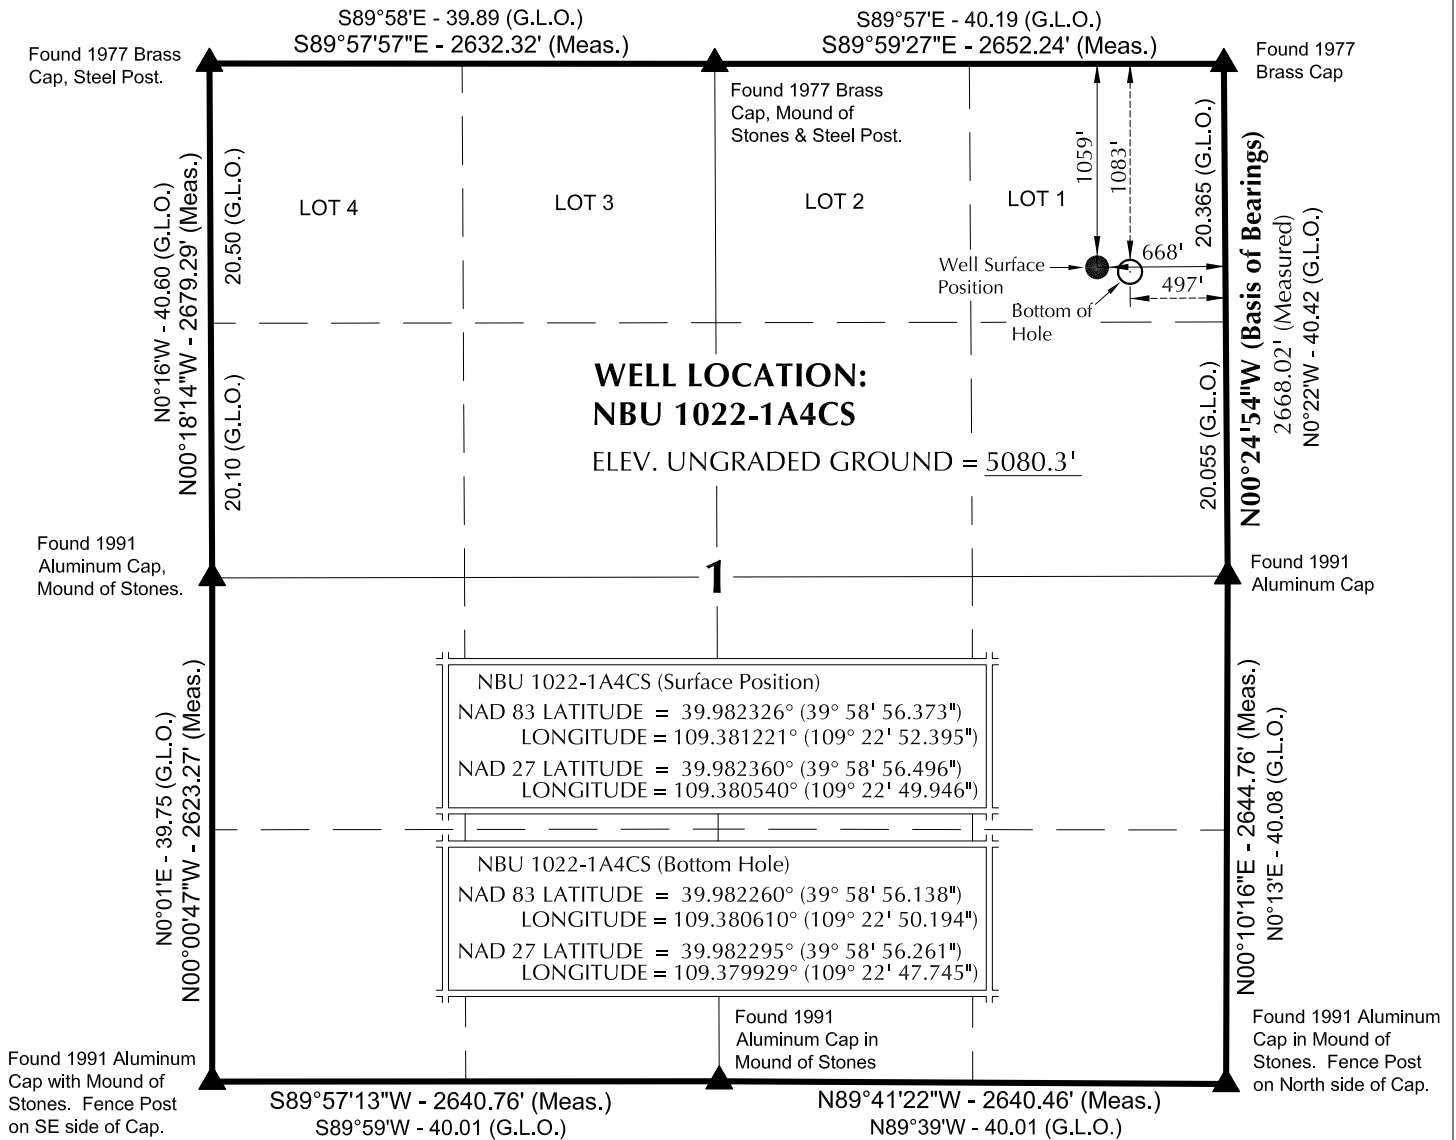 S89°58'E - 39.89 (G.L.O.)
S89°57'57"E - 2632.32' (Meas.)
S89°57'E - 40.19 (G.L.O.)
S89°59'27"E - 2652.24' (Meas.)
Found 1977 Brass
Cap, Steel Post.
Found 1977 Brass
Cap, Mound of
Stones & Steel Post.
Found 1977
Brass Cap
N0°16'W - 40.60 (G.L.O.)
N00°18'14"W - 2679.29' (Meas.)
20.50 (G.L.O.)
20.10 (G.L.O.)
LOT 4
LOT 3
LOT 2
LOT 1
1059'
1083'
668'
497'
Well Surface
Position
Bottom of
Hole
20.365 (G.L.O.)
20.055 (G.L.O.)
N00°24'54"W (Basis of Bearings)
2668.02' (Measured)
N0°22'W - 40.42 (G.L.O.)
WELL LOCATION:
NBU 1022-1A4CS
ELEV. UNGRADED GROUND = 5080.3'
Found 1991
Aluminum Cap,
Mound of Stones.
1
Found 1991
Aluminum Cap
N0°01'E - 39.75 (G.L.O.)
N00°00'47"W - 2623.27' (Meas.)
NBU 1022-1A4CS (Surface Position)
NAD 83 LATITUDE = 39.982326° (39° 58' 56.373")
LONGITUDE = 109.381221° (109° 22' 52.395")
NAD 27 LATITUDE = 39.982360° (39° 58' 56.496")
LONGITUDE = 109.380540° (109° 22' 49.946")
NBU 1022-1A4CS (Bottom Hole)
NAD 83 LATITUDE = 39.982260° (39° 58' 56.138")
LONGITUDE = 109.380610° (109° 22' 50.194")
NAD 27 LATITUDE = 39.982295° (39° 58' 56.261")
LONGITUDE = 109.379929° (109° 22' 47.745")
N00°10'16"E - 2644.76' (Meas.)
N0°13'E - 40.08 (G.L.O.)
Found 1991 Aluminum
Cap with Mound of
Stones. Fence Post
on SE side of Cap.
Found 1991
Aluminum Cap in
Mound of Stones
Found 1991 Aluminum
Cap in Mound of
Stones. Fence Post
on North side of Cap.
S89°57'13"W - 2640.76' (Meas.)
S89°59'W - 40.01 (G.L.O.)
N89°41'22"W - 2640.46' (Meas.)
N89°39'W - 40.01 (G.L.O.)